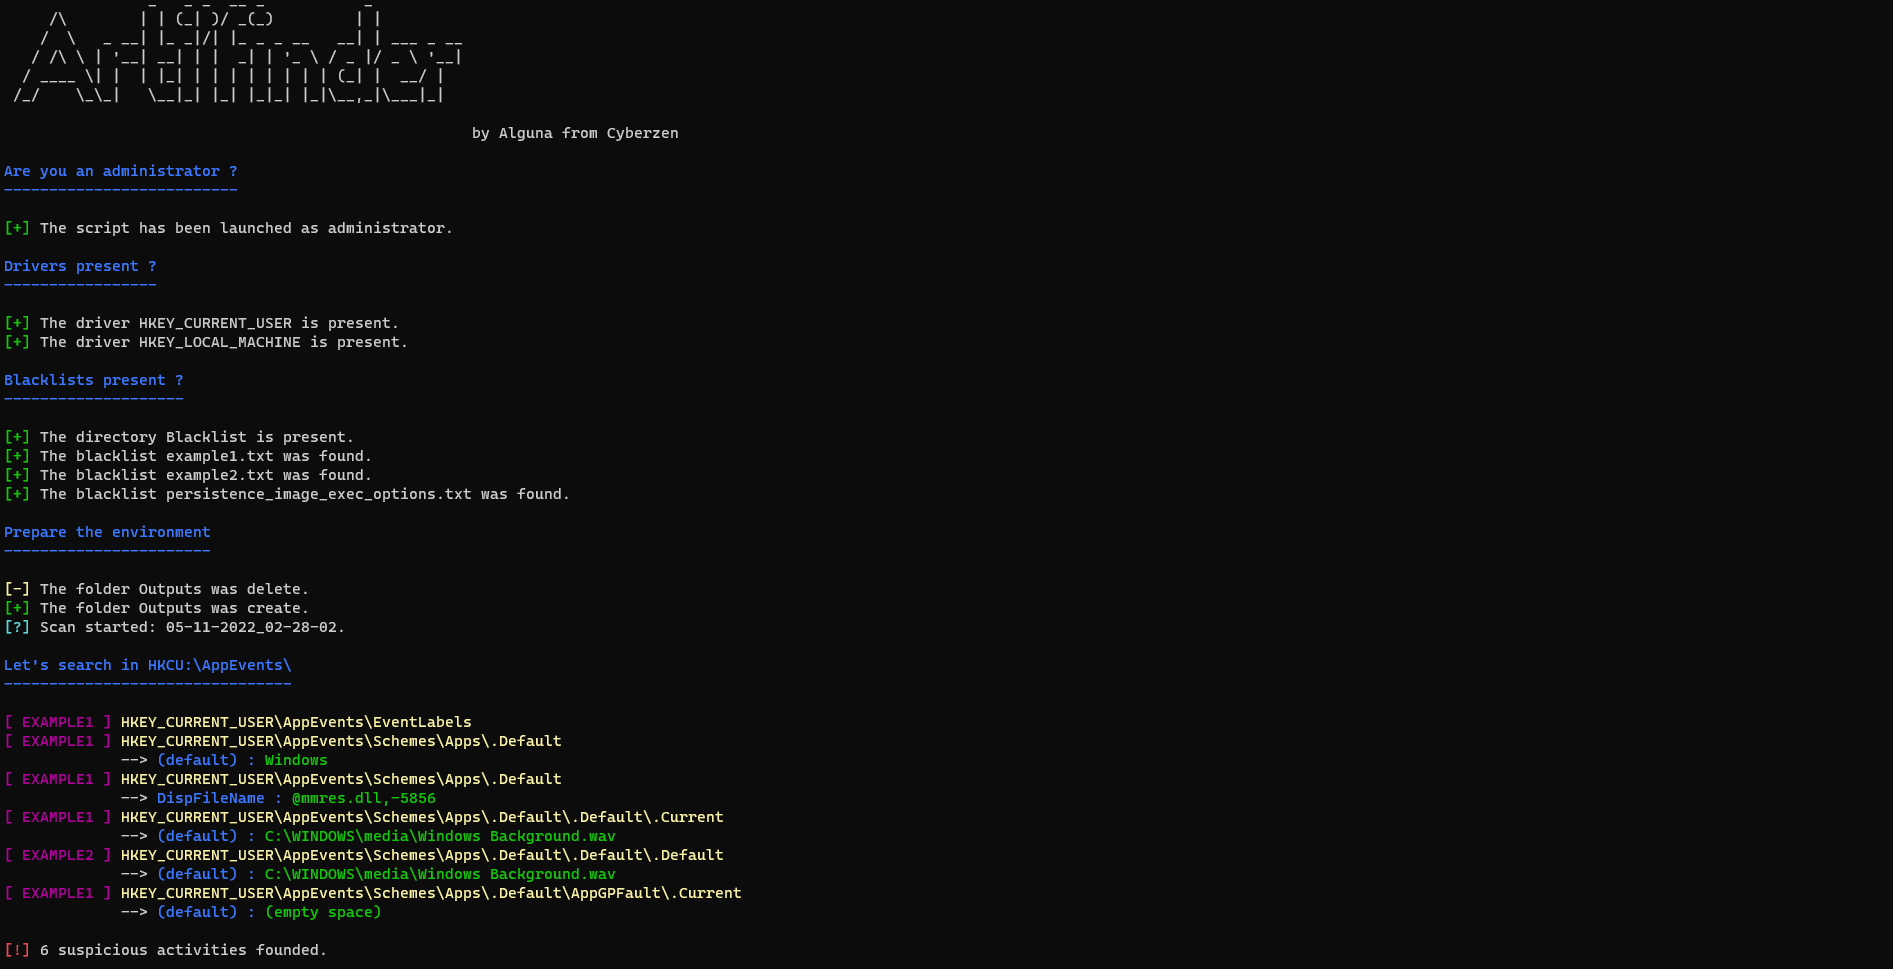 Artifinder
by Alguna from Cyberzen
Are you an administrator ?
--------------------------
[+] The script has been launched as administrator.
Drivers present ?
-----------------
[+] The driver HKEY_CURRENT_USER is present.
[+] The driver HKEY_LOCAL_MACHINE is present.
Blacklists present ?
--------------------
[+] The directory Blacklist is present.
[+] The blacklist example1.txt was found.
[+] The blacklist example2.txt was found.
[+] The blacklist persistence_image_exec_options.txt was found.
Prepare the environment
-----------------------
[-] The folder Outputs was delete.
[+] The folder Outputs was create.
[?] Scan started: 05-11-2022_02-28-02.
Let's search in HKCU:\AppEvents\
--------------------------------
[ EXAMPLE1 ] HKEY_CURRENT_USER\AppEvents\EventLabels
[ EXAMPLE1 ] HKEY_CURRENT_USER\AppEvents\Schemes\Apps\.Default
--> (default) : Windows
[ EXAMPLE1 ] HKEY_CURRENT_USER\AppEvents\Schemes\Apps\.Default
--> DispFileName : @mmres.dll,-5856
[ EXAMPLE1 ] HKEY_CURRENT_USER\AppEvents\Schemes\Apps\.Default\.Default\.Current
--> (default) : C:\WINDOWS\media\Windows Background.wav
[ EXAMPLE2 ] HKEY_CURRENT_USER\AppEvents\Schemes\Apps\.Default\.Default\.Default
--> (default) : C:\WINDOWS\media\Windows Background.wav
[ EXAMPLE1 ] HKEY_CURRENT_USER\AppEvents\Schemes\Apps\.Default\AppGPFault\.Current
--> (default) : (empty space)
[!] 6 suspicious activities founded.